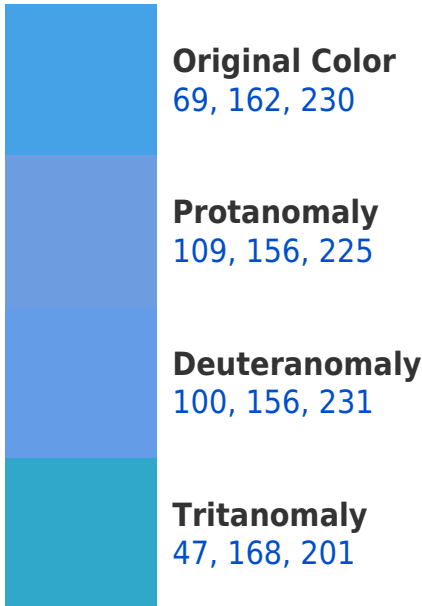 Original Color
69, 162, 230
Protanomaly
109, 156, 225
Deuteranomaly
100, 156, 231
Tritanomaly
47, 168, 201